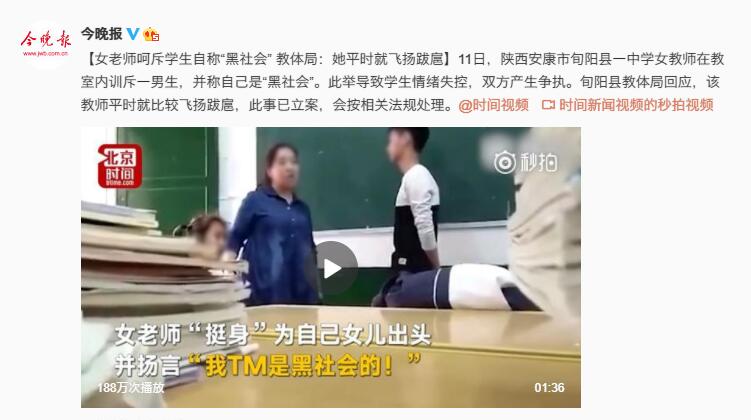 今晚报
今晚报
www.jwb.com.cn
【女老师呵斥学生自称“黑社会” 教体局：她平时就飞扬跋扈】11日，陕西安康市旬阳县一中学女教师在教
室内训斥一男生，并称自己是“黑社会”。此举导致学生情绪失控，双方产生争执。旬阳县教体局回应，该
教师平时就比较飞扬跋扈，此事已立案，会按相关法规处理。@时间视频 时间新闻视频的秒拍视频
北京
时间
btime.com
秒拍
女老师“挺身”为自己女儿出头
并扬言“我TM是黑社会的！”
188万次播放
01:36